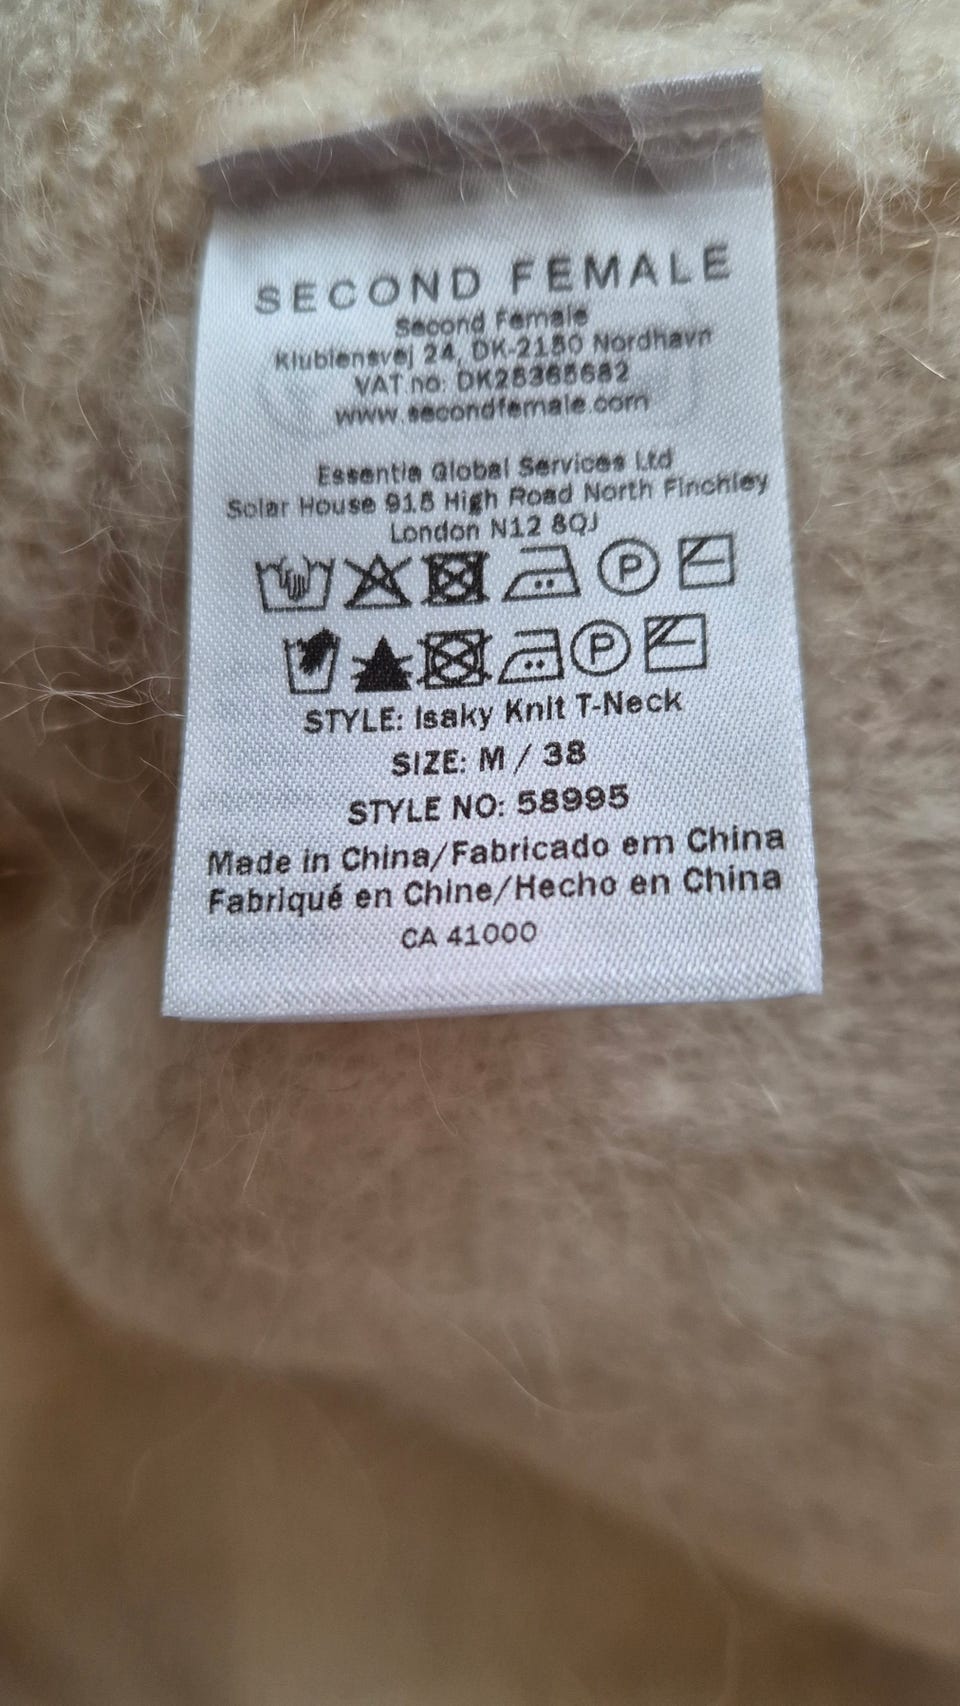 SECOND FEMALE
Second Female
Klubiensvej 24, DK-2150 Nordhavn
VAT no: DK28365682
www.secondfemale.com
Essentia Global Services Ltd
Solar House 915 High Road North Finchley
London N12 8QJ
P
P
STYLE: Isaky Knit T-Neck
SIZE: M / 38
STYLE NO: 58995
Made in China/Fabricado em China
Fabriqué en Chine/Hecho en China
CA 41000